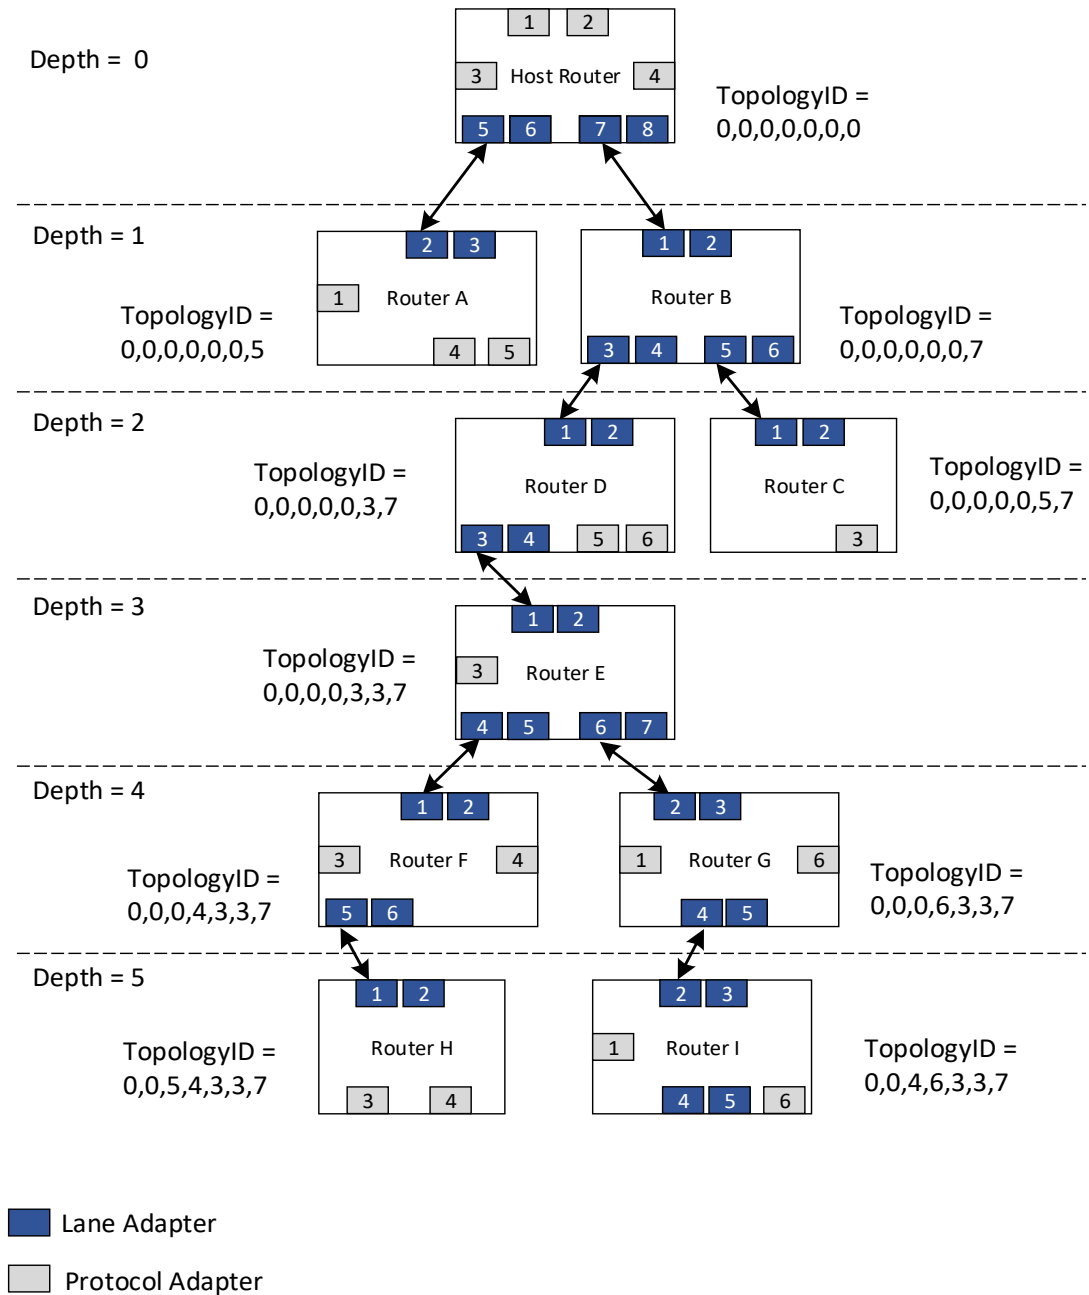 Depth = 0
1 2
3 Host Router 4
5 6 7 8
TopologyID =
0,0,0,0,0,0,0
Depth = 1
2 3
1 Router A
4 5
TopologyID =
0,0,0,0,0,0,5
1 2
Router B
3 4 5 6
TopologyID =
0,0,0,0,0,0,7
Depth = 2
1 2
Router D
3 4 5 6
TopologyID =
0,0,0,0,0,3,7
1 2
Router C
3
TopologyID =
0,0,0,0,0,5,7
Depth = 3
1 2
3 Router E
4 5 6 7
TopologyID =
0,0,0,0,3,3,7
Depth = 4
1 2
3 Router F 4
5 6
TopologyID =
0,0,0,4,3,3,7
2 3
1 Router G 6
4 5
TopologyID =
0,0,0,6,3,3,7
Depth = 5
1 2
Router H
3 4
TopologyID =
0,0,5,4,3,3,7
2 3
1 Router I
4 5 6
TopologyID =
0,0,4,6,3,3,7
Lane Adapter
Protocol Adapter